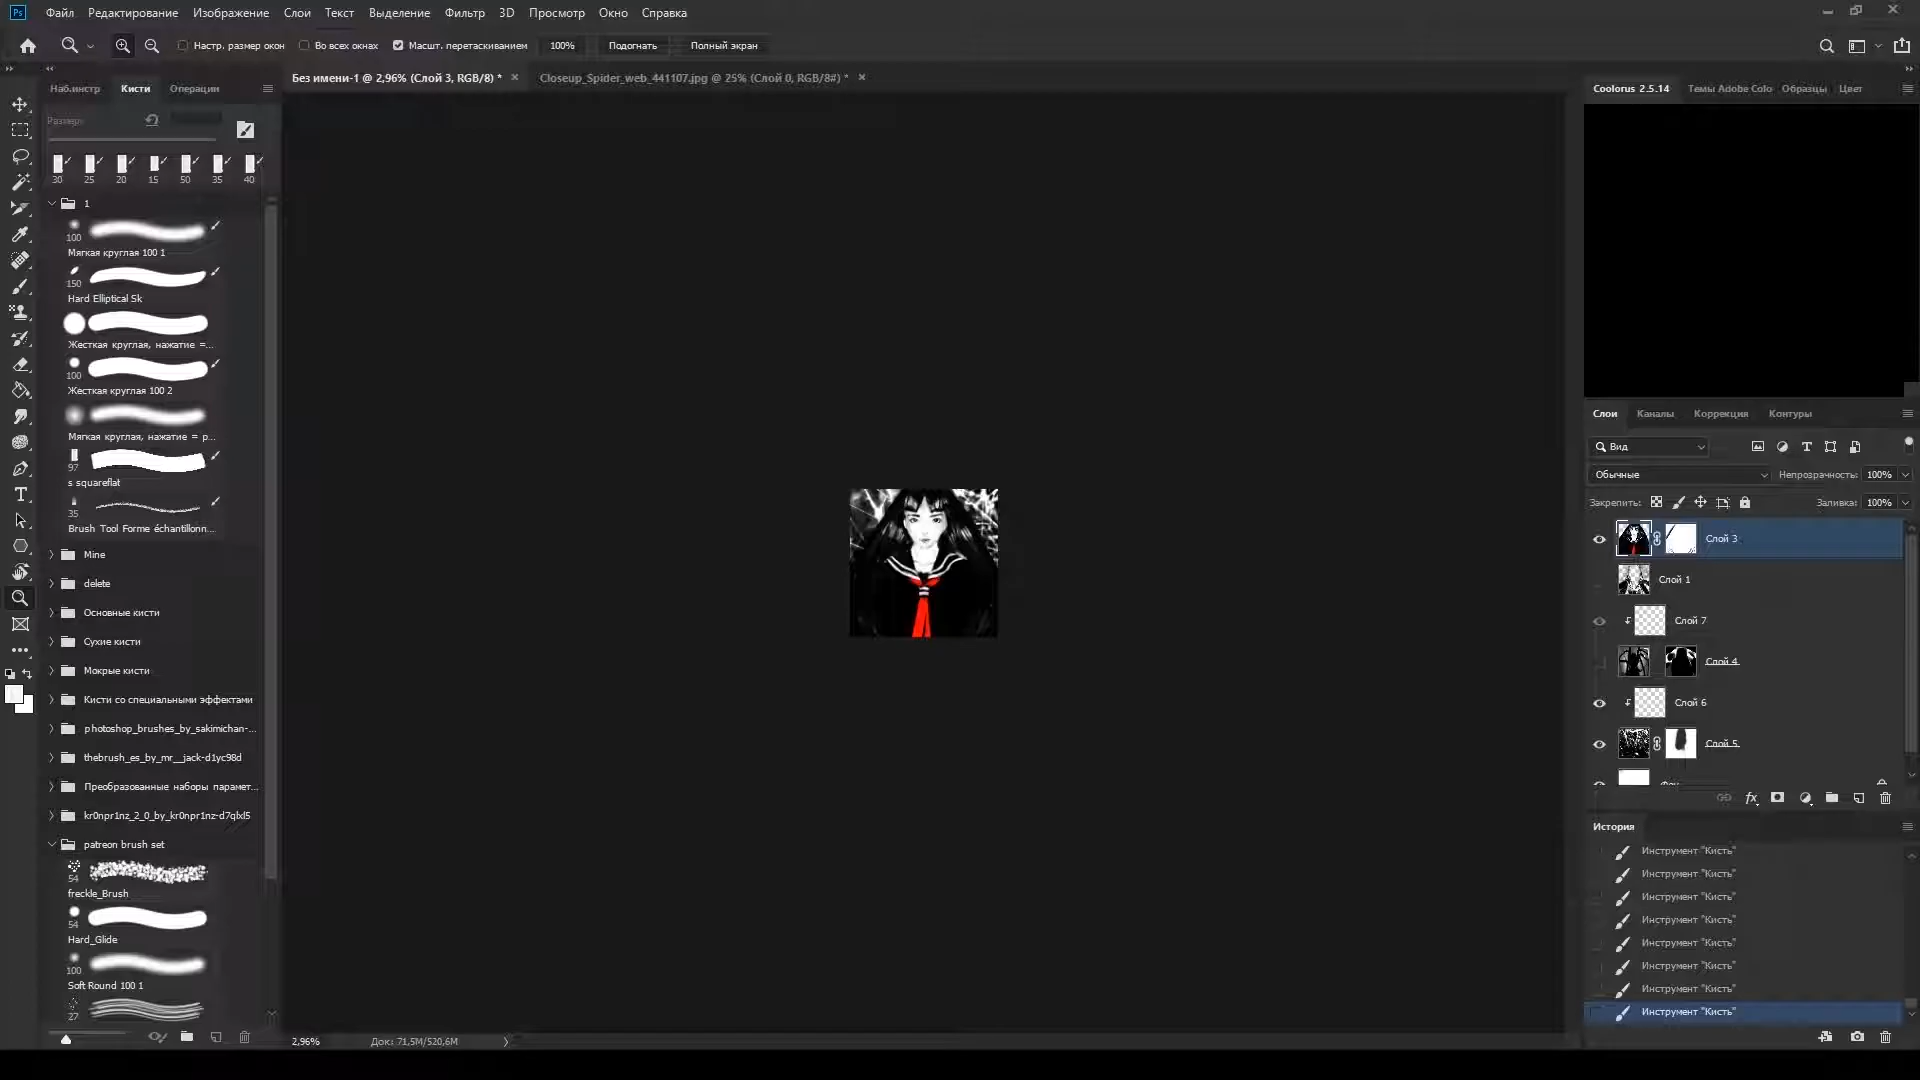 Ps Файл Редактирование Изображение Слои Текст Выделение Фильтр 3D Просмотр Окно Справка
Настр. размер окон Во всех окнах Масшт. перетаскиванием 100% Подогнать Полный экран
Без имени-1 @ 2,96% (Слой 3, RGB/8) * Closeup_Spider_web_441107.jpg @ 25% (Слой 0, RGB/8#) *
Наб.инстр Кисти Операции
Размер:
30 25 20 15 50 35 40
1
100
Мягкая круглая 100 1
150
Hard Elliptical Sk
Жесткая круглая, нажатие =...
100
Жесткая круглая 100 2
Мягкая круглая, нажатие = р...
97
s squareflat
35
Brush Tool Forme échantillonn...
Mine
delete
Основные кисти
Сухие кисти
Мокрые кисти
Кисти со специальными эффектами
photoshop_brushes_by_sakimichan-...
thebrush_es_by_mr__jack-d1yc98d
Преобразованные наборы парамет...
kr0npr1nz_2_0_by_kr0npr1nz-d7qlxl5
patreon brush set
54
freckle_Brush
54
Hard_Glide
100
Soft Round 100 1
27
2,96% Док: 71,5M/520,6M
Coolorus 2.5.14 Темы Adobe Colo Образцы Цвет
Слои Каналы Коррекция Контуры
Вид
Обычные Непрозрачность: 100%
Закрепить: Заливка: 100%
Слой 3
Слой 1
Слой 7
Слой 4
Слой 6
Слой 5
История
Инструмент "Кисть"
Инструмент "Кисть"
Инструмент "Кисть"
Инструмент "Кисть"
Инструмент "Кисть"
Инструмент "Кисть"
Инструмент "Кисть"
Инструмент "Кисть"